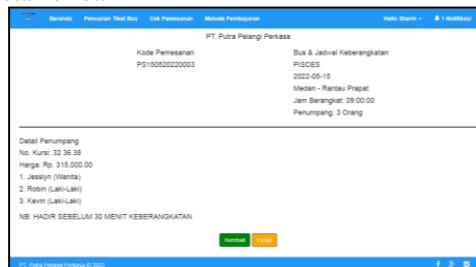 Beranda Pencarian Tiket Bus Cek Pemesanan Metode Pembayaran Hello Sherin 1 Notifikasi
PT. Putra Pelangi Perkasa
Kode Pemesanan Bus & Jadwal Keberangkatan
PS150520220003 PISCES
2022-05-15
Medan - Rantau Prapat
Jam Berangkat: 09:00:00
Penumpang: 3 Orang
Detail Penumpang
No. Kursi: 32 36 38
Harga: Rp. 315,000.00
1. Jesslyn (Wanita)
2. Robin (Laki-Laki)
3. Kevin (Laki-Laki)
NB: HADIR SEBELUM 30 MENIT KEBERANGKATAN
Kembali Cetak
PT. Putra Pelangi Perkasa © 2022